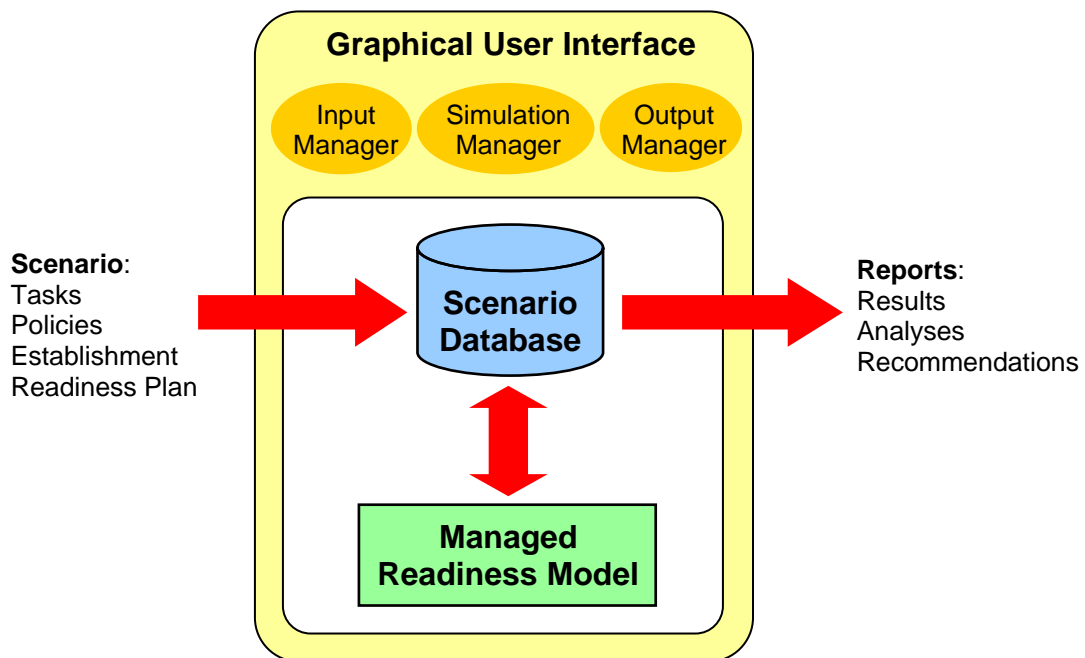 Graphical User Interface
Input
Manager
Simulation
Manager
Output
Manager
Scenario:
Tasks
Policies
Establishment
Readiness Plan
Scenario
Database
Reports:
Results
Analyses
Recommendations
Managed
Readiness Model